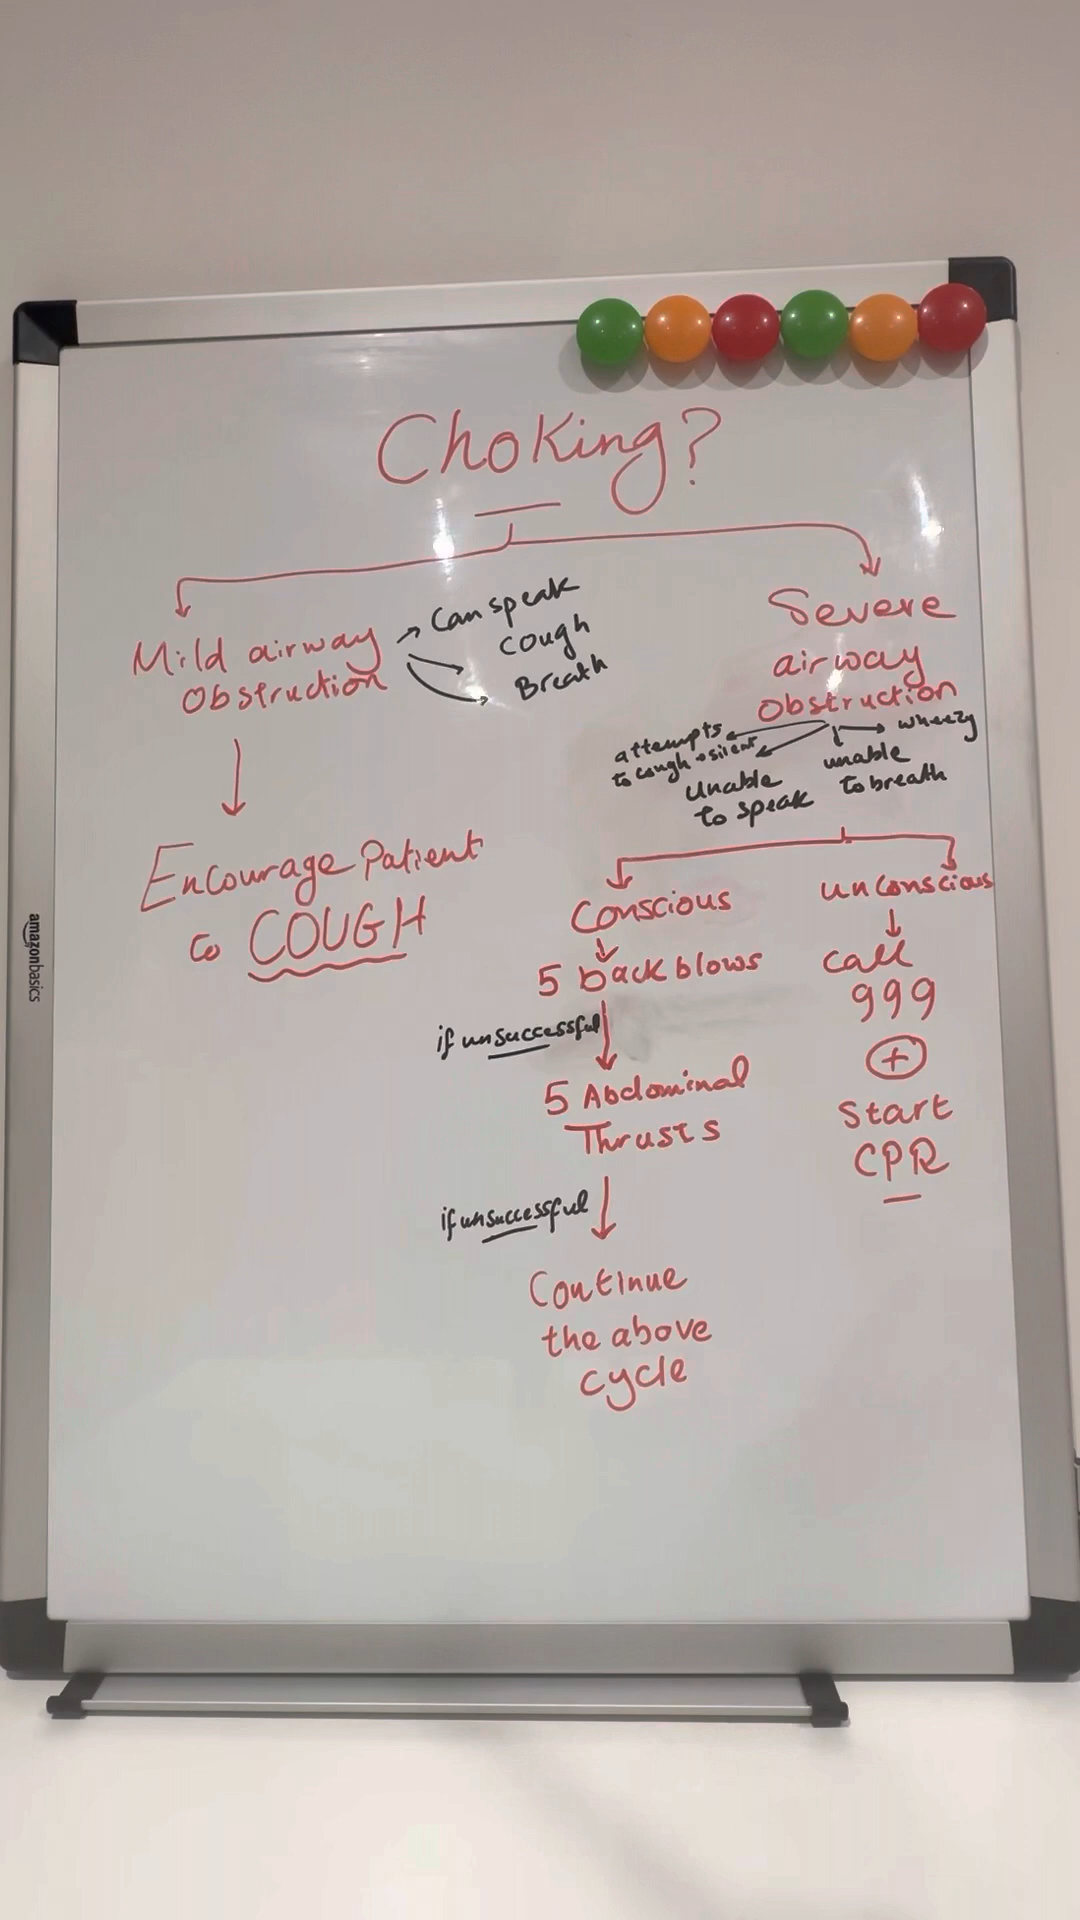 Choking?
Mild airway
obstruction
Can speak
cough
Breath
Severe
airway
obstruction
attempts
to cough → silent
Unable
to speak
unable
to breath
wheezy
Encourage Patient
to COUGH
Conscious
5 back blows
if unsuccessful
5 Abdominal
Thrusts
if unsuccessful
Continue
the above
cycle
unconscious
call
999
+
Start
CPR
amazonbasics